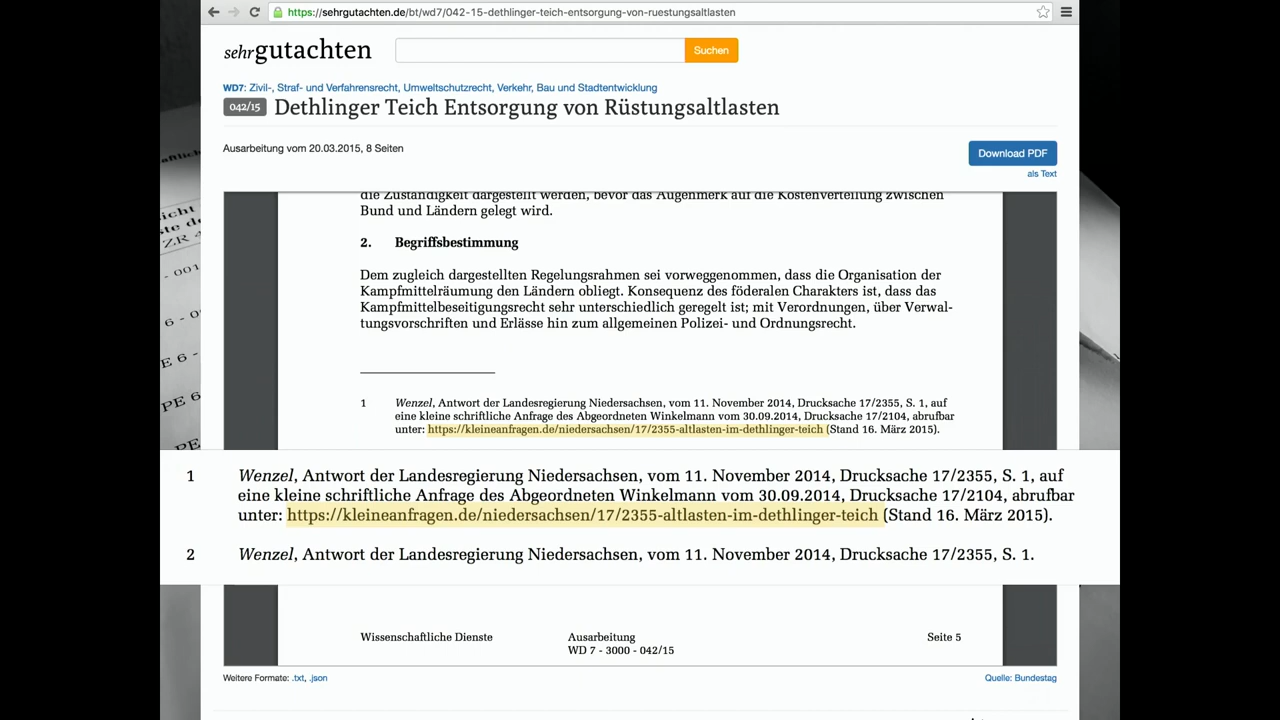 https://sehrgutachten.de/bt/wd7/042-15-dethlinger-teich-entsorgung-von-ruestungsaltlasten
sehrgutachten
Suchen
WD7: Zivil-, Straf- und Verfahrensrecht, Umweltschutzrecht, Verkehr, Bau und Stadtentwicklung
042/15 Dethlinger Teich Entsorgung von Rüstungsaltlasten
Ausarbeitung vom 20.03.2015, 8 Seiten
Download PDF
als Text
die Zuständigkeit dargestellt werden, bevor das Augenmerk auf die Kostenverteilung zwischen
Bund und Ländern gelegt wird.
2. Begriffsbestimmung
Dem zugleich dargestellten Regelungsrahmen sei vorweggenommen, dass die Organisation der
Kampfmittelräumung den Ländern obliegt. Konsequenz des föderalen Charakters ist, dass das
Kampfmittelbeseitigungsrecht sehr unterschiedlich geregelt ist; mit Verordnungen, über Verwal-
tungsvorschriften und Erlässe hin zum allgemeinen Polizei- und Ordnungsrecht.
1 Wenzel, Antwort der Landesregierung Niedersachsen, vom 11. November 2014, Drucksache 17/2355, S. 1, auf
eine kleine schriftliche Anfrage des Abgeordneten Winkelmann vom 30.09.2014, Drucksache 17/2104, abrufbar
unter: https://kleineanfragen.de/niedersachsen/17/2355-altlasten-im-dethlinger-teich (Stand 16. März 2015).
1 Wenzel, Antwort der Landesregierung Niedersachsen, vom 11. November 2014, Drucksache 17/2355, S. 1, auf
eine kleine schriftliche Anfrage des Abgeordneten Winkelmann vom 30.09.2014, Drucksache 17/2104, abrufbar
unter: https://kleineanfragen.de/niedersachsen/17/2355-altlasten-im-dethlinger-teich (Stand 16. März 2015).
2 Wenzel, Antwort der Landesregierung Niedersachsen, vom 11. November 2014, Drucksache 17/2355, S. 1.
Wissenschaftliche Dienste
Ausarbeitung
WD 7 - 3000 - 042/15
Seite 5
Weitere Formate: .txt, .json
Quelle: Bundestag